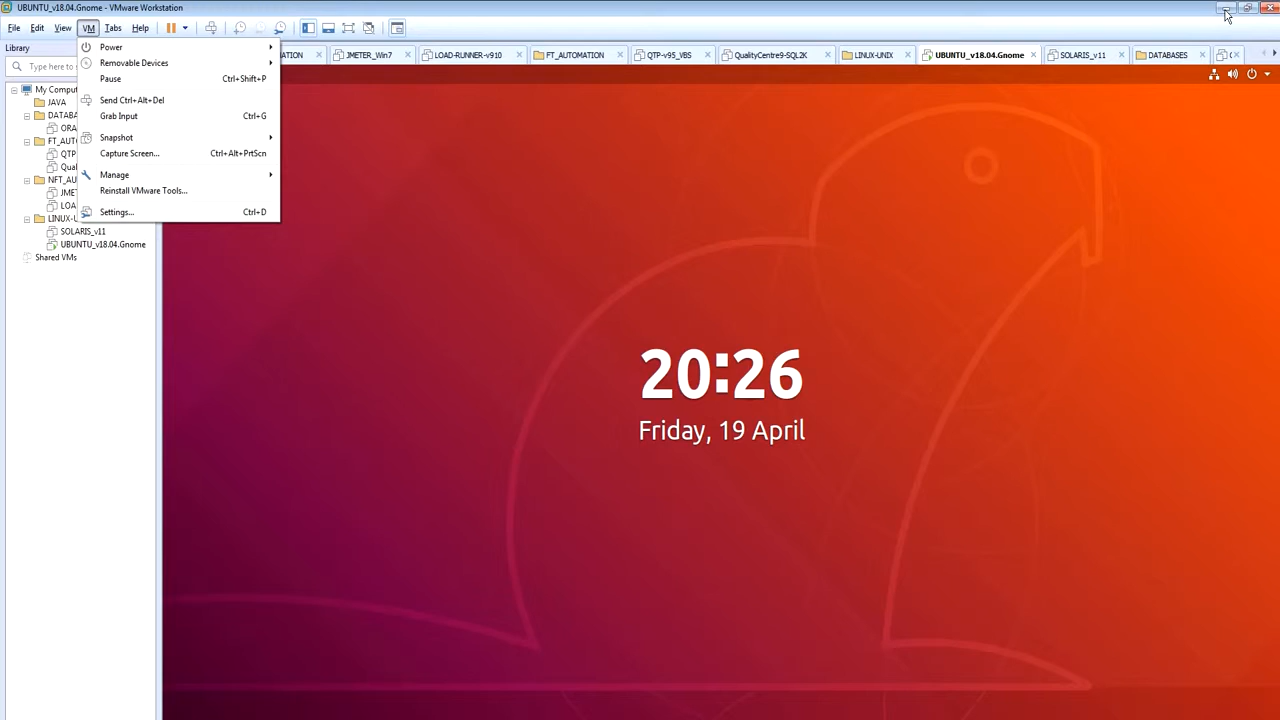 UBUNTU_v18.04.Gnome - VMware Workstation
File Edit View VM Tabs Help
Library
Type here to
My Compu
JAVA
DATABA
ORA
FT_AUTO
QTP
Qual
NFT_AU
JME
LOA
LINUX-U
SOLARIS_v11
UBUNTU_v18.04.Gnome
Shared VMs
Power
Removable Devices
Pause Ctrl+Shift+P
Send Ctrl+Alt+Del
Grab Input Ctrl+G
Snapshot
Capture Screen... Ctrl+Alt+PrtScn
Manage
Reinstall VMware Tools...
Settings... Ctrl+D
ATION JMETER_Win7 LOAD-RUNNER-v910 FT_AUTOMATION QTP-v95_VBS QualityCentre9-SQL2K LINUX-UNIX UBUNTU_v18.04.Gnome SOLARIS_v11 DATABASES
20:26
Friday, 19 April